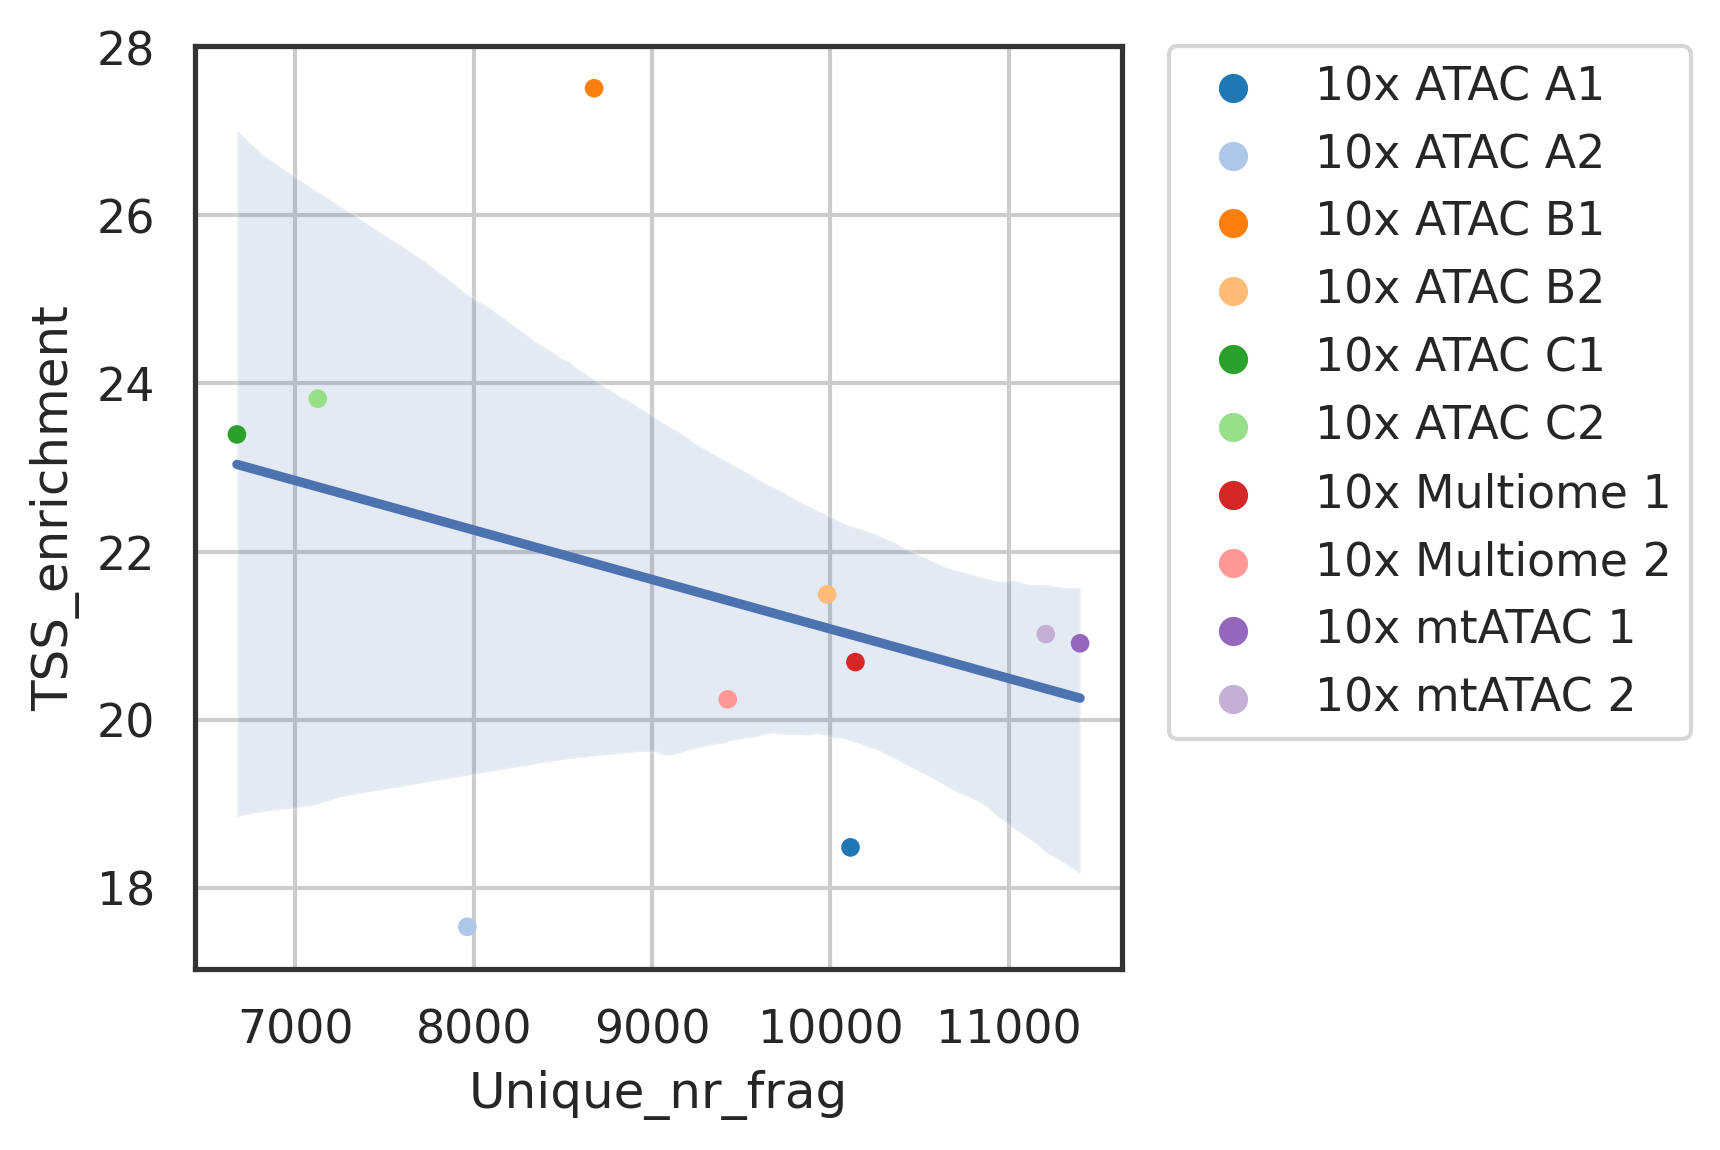 28
26
24
22
20
18
TSS_enrichment
7000 8000 9000 10000 11000
Unique_nr_frag
10x ATAC A1
10x ATAC A2
10x ATAC B1
10x ATAC B2
10x ATAC C1
10x ATAC C2
10x Multiome 1
10x Multiome 2
10x mtATAC 1
10x mtATAC 2